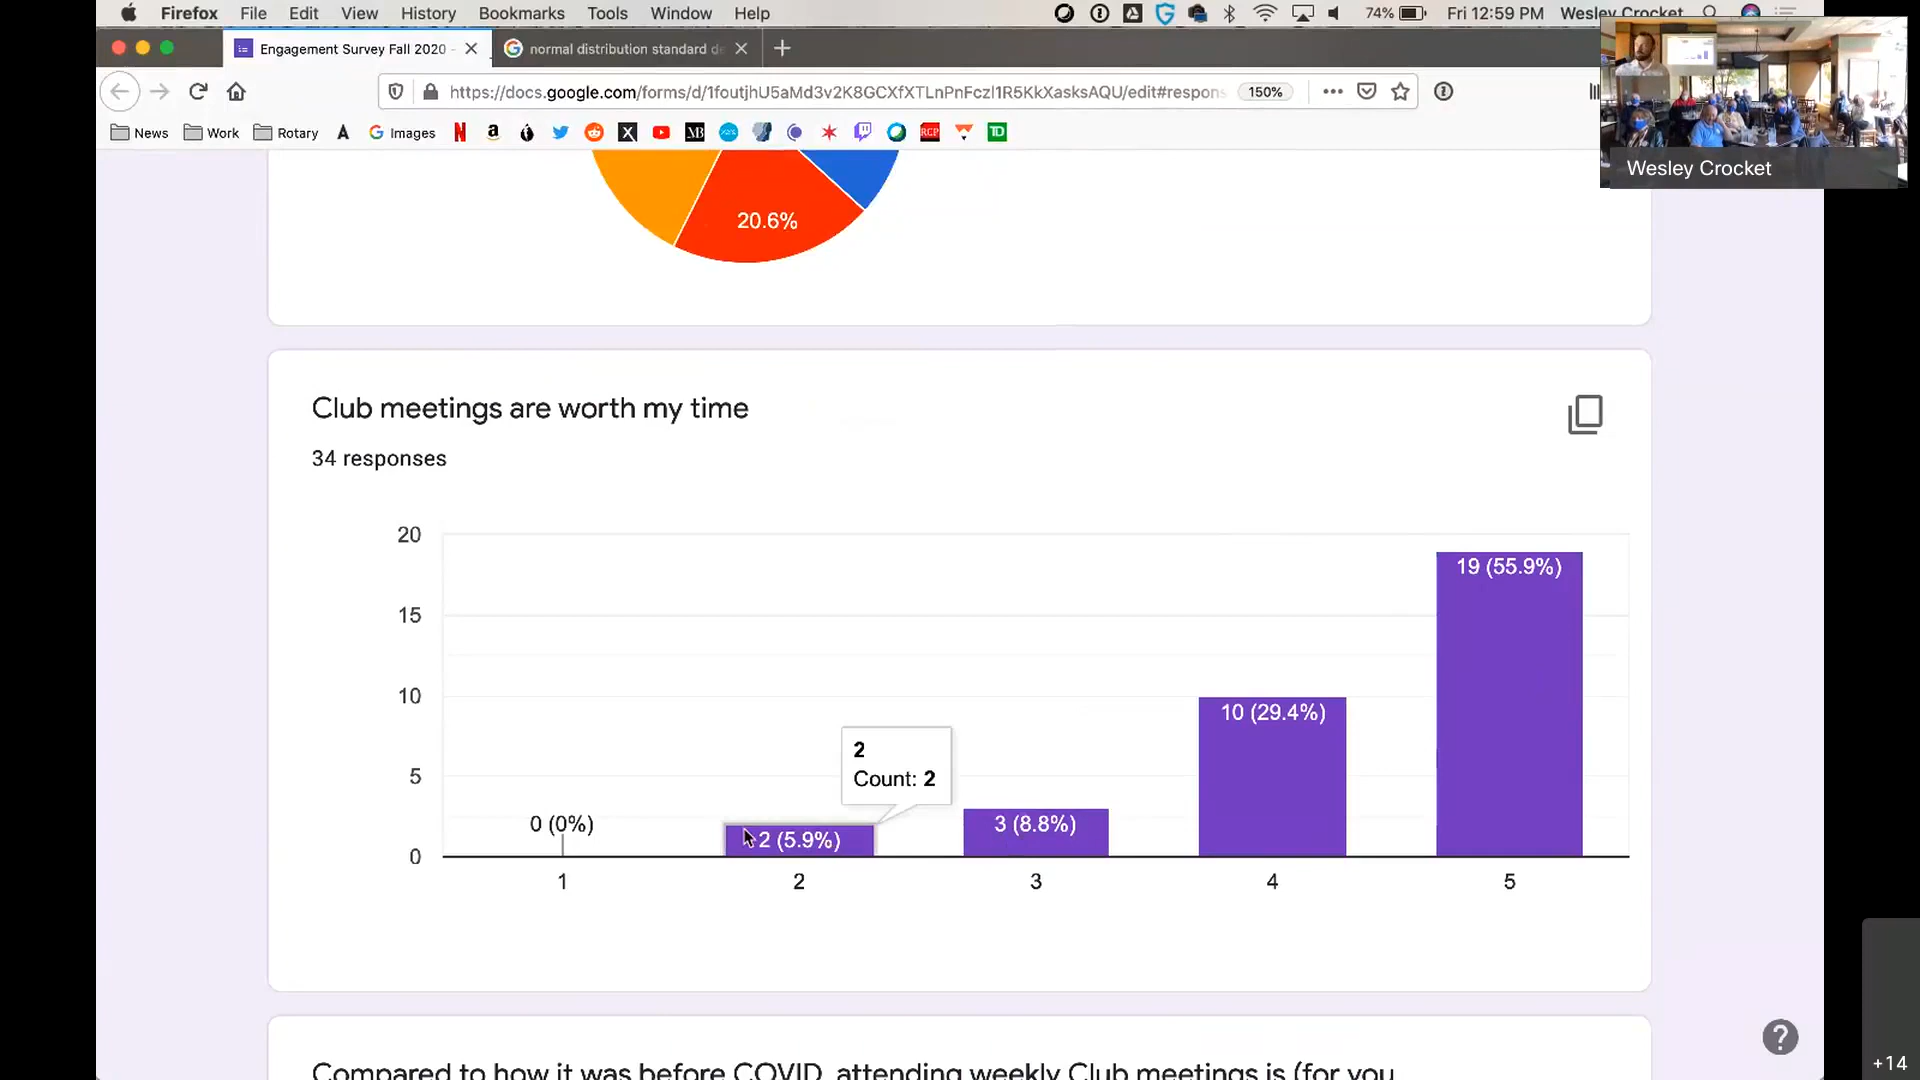 Firefox File Edit View History Bookmarks Tools Window Help 74% Fri 12:59 PM Wesley Crocket
Engagement Survey Fall 2020 -
normal distribution standard de
https://docs.google.com/forms/d/1foutjhU5aMd3v2K8GCXfXTLnPnFczl1R5KkXasksAQU/edit#respons 150%
News Work Rotary Images
Wesley Crocket
20.6%
Club meetings are worth my time
34 responses
20
15
10
5
0
0 (0%)
2 (5.9%)
3 (8.8%)
10 (29.4%)
19 (55.9%)
2
Count: 2
1 2 3 4 5
Compared to how it was before COVID, attending weekly Club meetings is (for you
+14